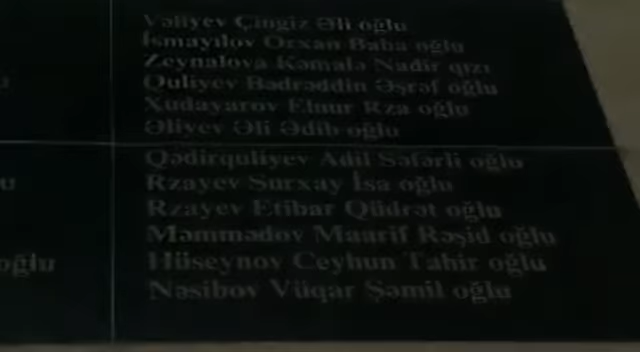 Vəliyev Çingiz Əli oğlu
İsmayılov Orxan Baba oğlu
Zeynalova Kəmalə Nadir qızı
Quliyev Bədrəddin Əşrəf oğlu
Xudayarov Elnur Rza oğlu
Əliyev Əli Ədib oğlu
Qədirquliyev Adil Səfərli oğlu
Rzayev Surxay İsa oğlu
Rzayev Etibar Qüdrət oğlu
Məmmədov Maarif Rəşid oğlu
oğlu Hüseynov Ceyhun Tahir oğlu
Nəsibov Vüqar Şəmil oğlu